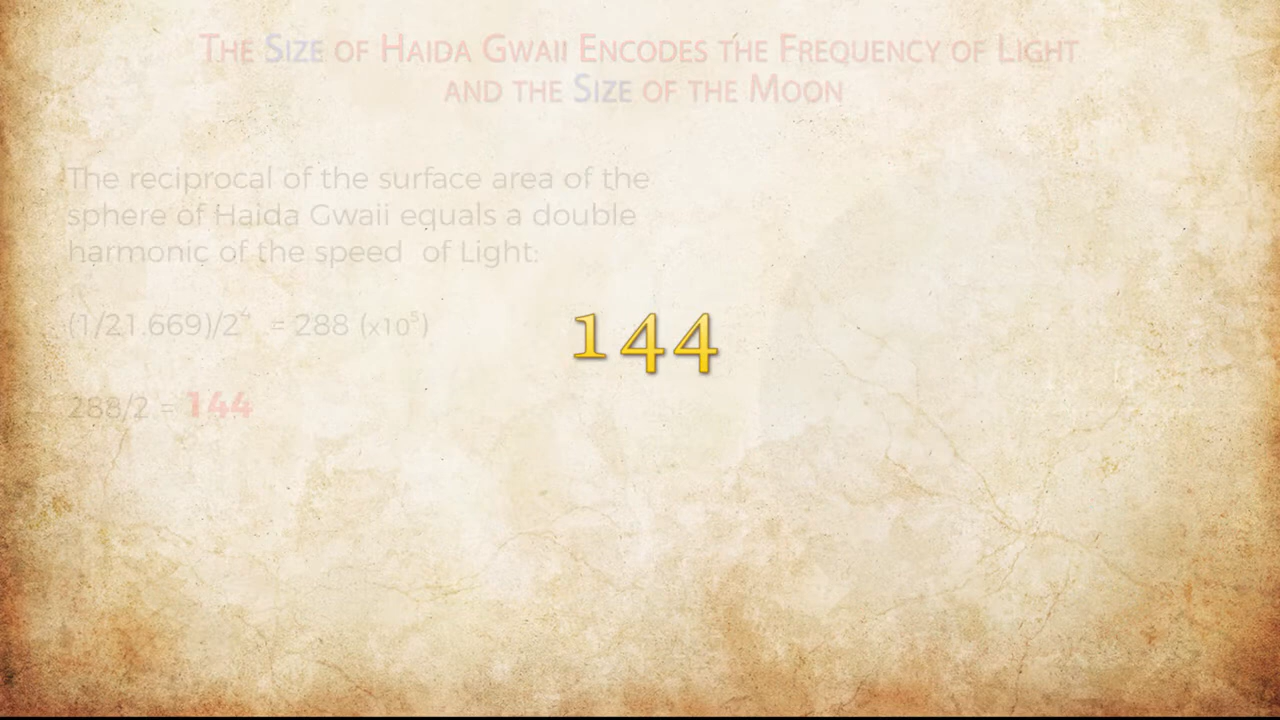 THE SIZE OF HAIDA GWAII ENCODES THE FREQUENCY OF LIGHT
AND THE SIZE OF THE MOON
The reciprocal of the surface area of the
sphere of Haida Gwaii equals a double
harmonic of the speed of Light:
(1/21.669)/2⁴ = 288 (x10⁵)
144
288/2 = 144